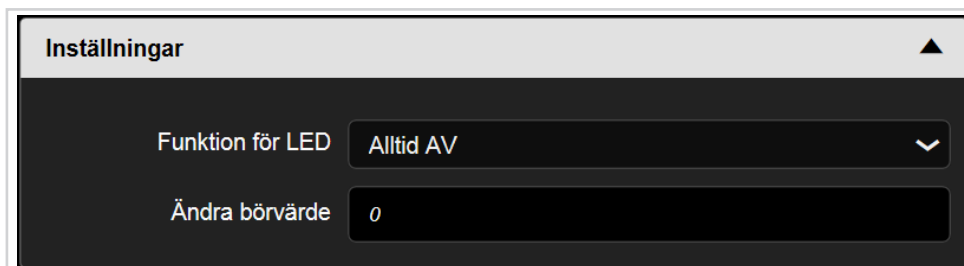 Inställningar
Funktion för LED Alltid AV
Ändra börvärde 0